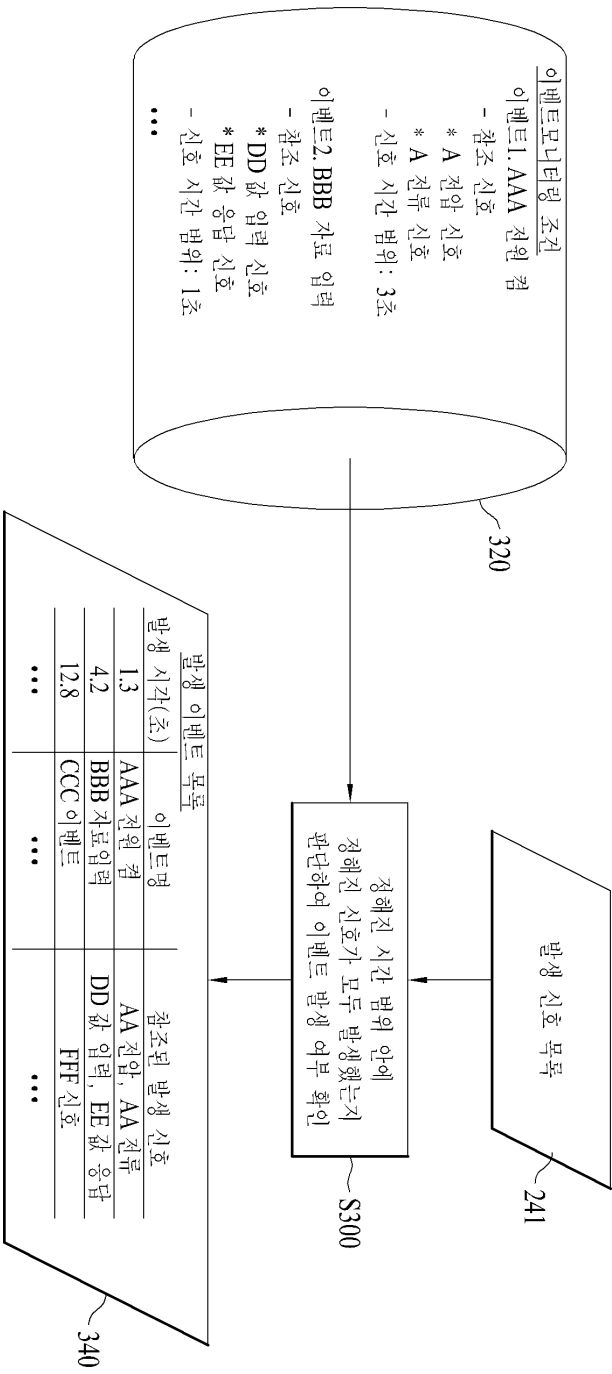 이벤트모니터링 조건
이벤트1. AAA 전원 켬
- 참조 신호
* A 전압 신호
* A 전류 신호
- 신호 시간 범위: 3초
이벤트2. BBB 자료 입력
- 참조 신호
* DD 값 입력 신호
* EE 값 응답 신호
- 신호 시간 범위: 1초
•••
320
발생 신호 목록
241
정해진 시간 범위 안에
정해진 신호가 모두 발생했는지
판단하여 이벤트 발생 여부 확인
S300
발생 이벤트 목록
발생 시각(초) 이벤트명 참조된 발생 신호
1.3 AAA 전원 켬 AA 전압, AA 전류
4.2 BBB 자료입력 DD 값 입력, EE 값 응답
12.8 CCC 이벤트 FFF 신호
••• ••• •••
340